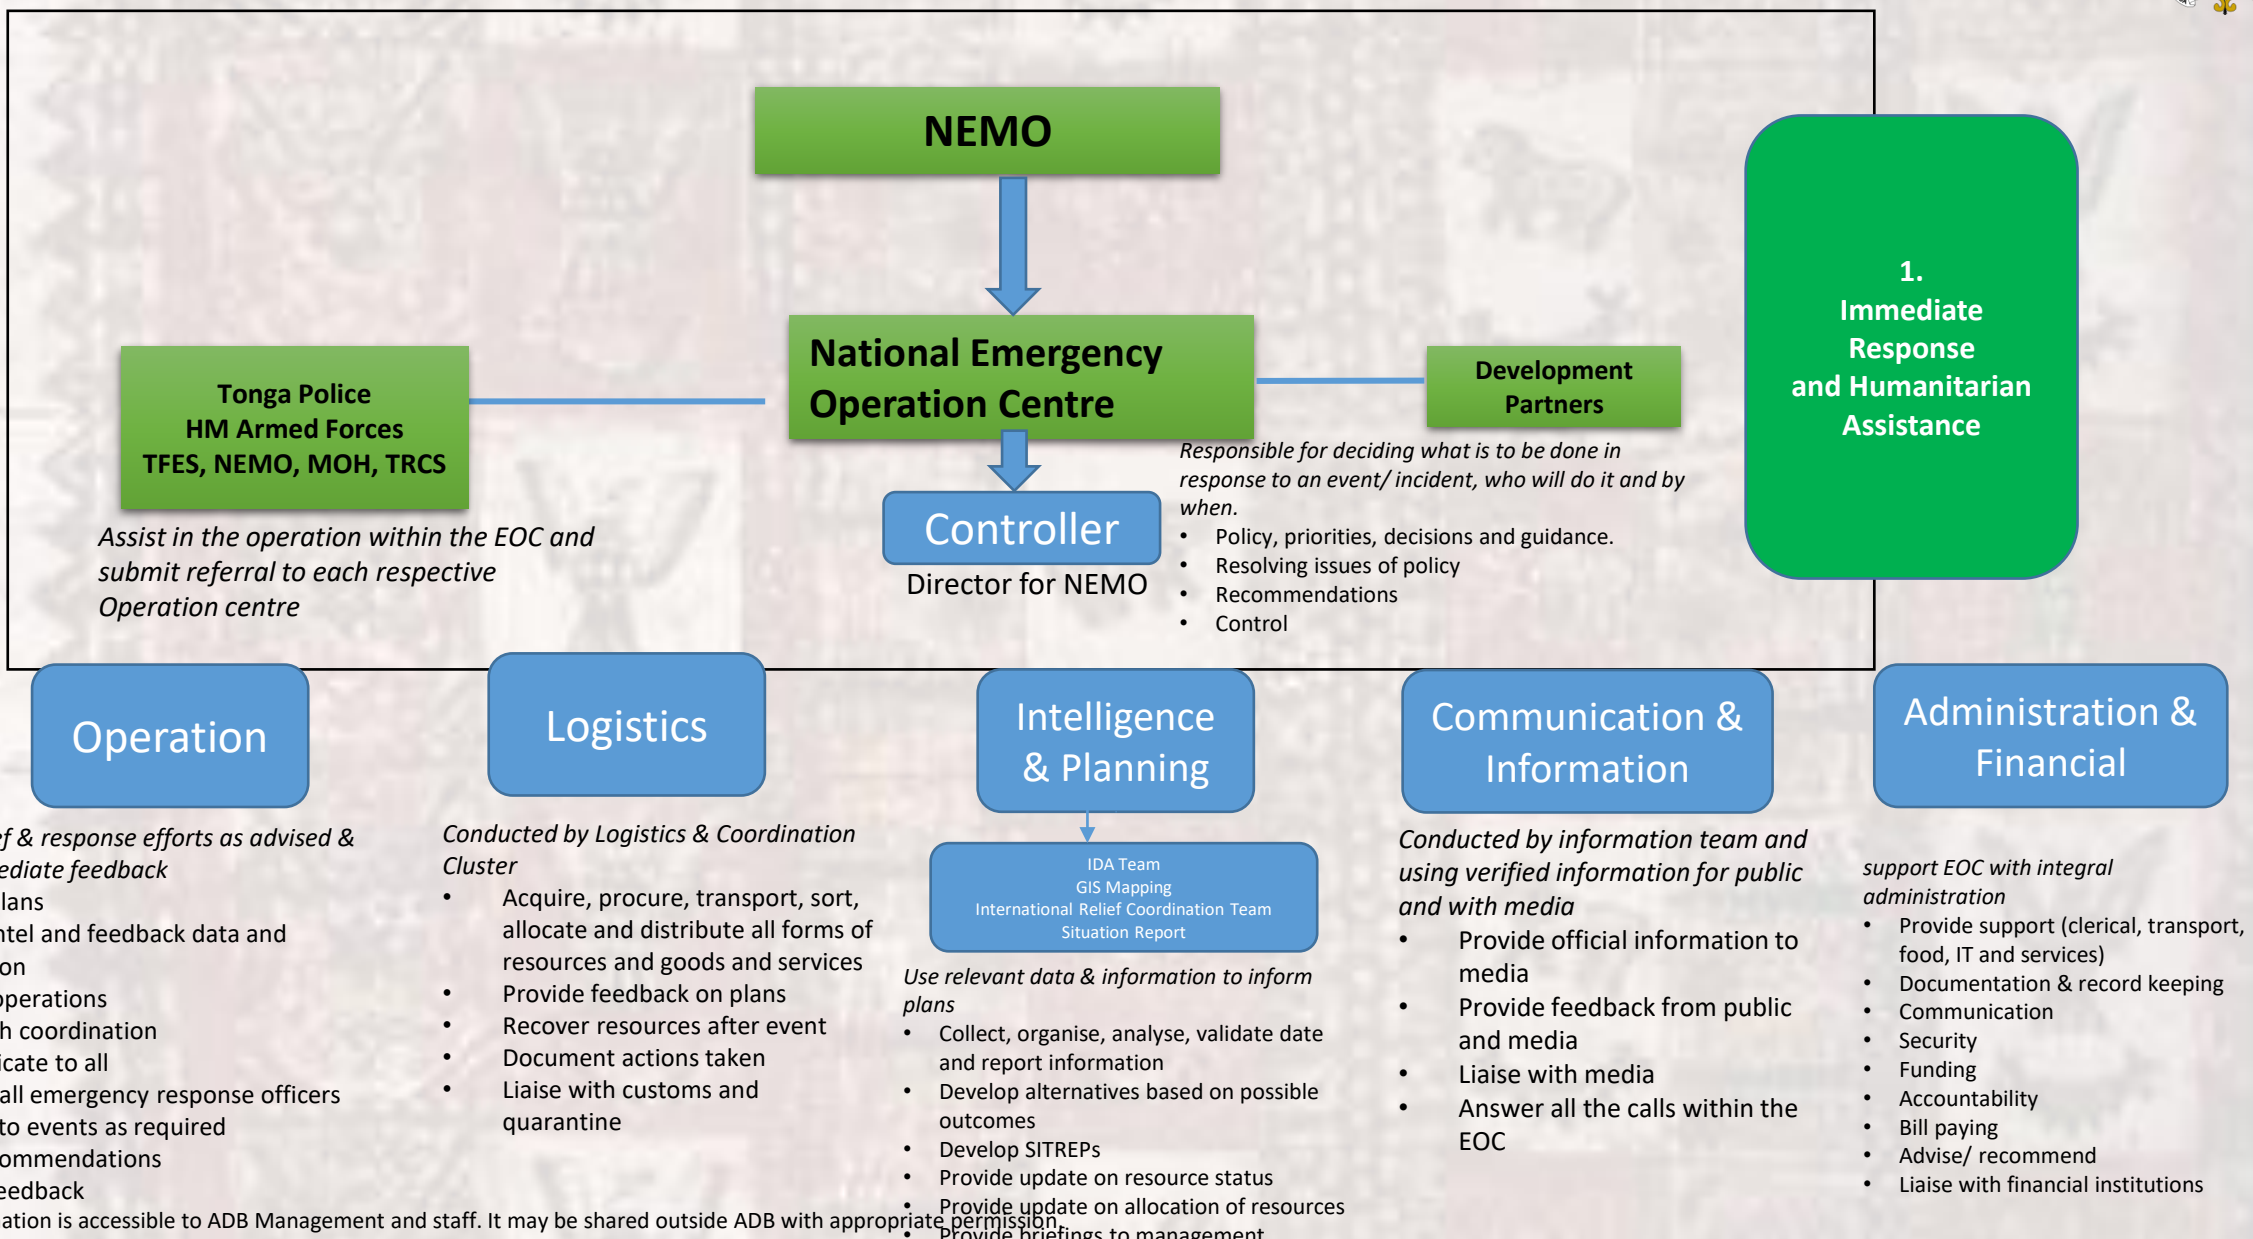 NEMO
1.
Immediate
Response
and Humanitarian
Assistance
National Emergency
Operation Centre
Tonga Police
HM Armed Forces
TFES, NEMO, MOH, TRCS
Development
Partners
Assist in the operation within the EOC and
submit referral to each respective
Operation centre
Controller
Director for NEMO
Responsible for deciding what is to be done in
response to an event/ incident, who will do it and by
when.
• Policy, priorities, decisions and guidance.
• Resolving issues of policy
• Recommendations
• Control
Operation
& response efforts as advised &
feedback
and feedback data and
operations
coordination
to all
all emergency response officers
to events as required
Logistics
Conducted by Logistics & Coordination
Cluster
• Acquire, procure, transport, sort,
allocate and distribute all forms of
resources and goods and services
• Provide feedback on plans
• Recover resources after event
• Document actions taken
• Liaise with customs and
quarantine
Intelligence
& Planning
IDA Team
GIS Mapping
International Relief Coordination Team
Situation Report
Use relevant data & information to inform
plans
• Collect, organise, analyse, validate date
and report information
• Develop alternatives based on possible
outcomes
• Develop SITREPs
• Provide update on resource status
• Provide update on allocation of resources
• Provide briefings to management
Communication &
Information
Conducted by information team and
using verified information for public
and with media
• Provide official information to
media
• Provide feedback from public
and media
• Liaise with media
• Answer all the calls within the
EOC
Administration &
Financial
support EOC with integral
administration
• Provide support (clerical, transport,
food, IT and services)
• Documentation & record keeping
• Communication
• Security
• Funding
• Accountability
• Bill paying
• Advise/ recommend
• Liaise with financial institutions
is accessible to ADB Management and staff. It may be shared outside ADB with appropriate permission.